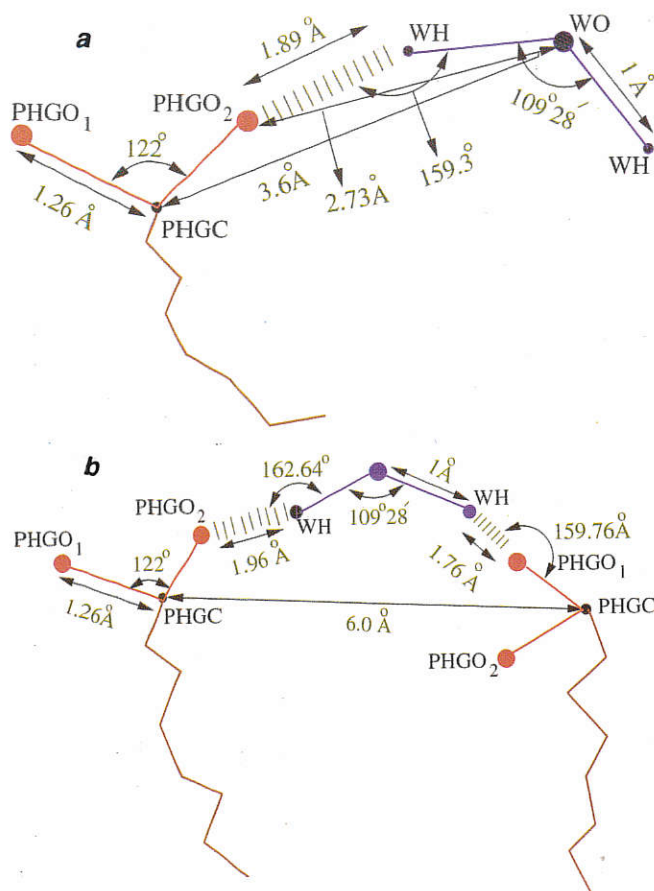 a
1.89 Å
WH
WO
PHGO2
1 Å
PHGO1
122°
109°28′
WH
1.26 Å
3.6Å
2.73Å
159.3°
PHGC
b
162.64°
1Å
PHGO2
WH
WH
109°28′
159.76Å
PHGO1
1.96 Å
1.76 Å
PHGO1
122°
1.26Å
PHGC
6.0 Å
PHGC
PHGO2